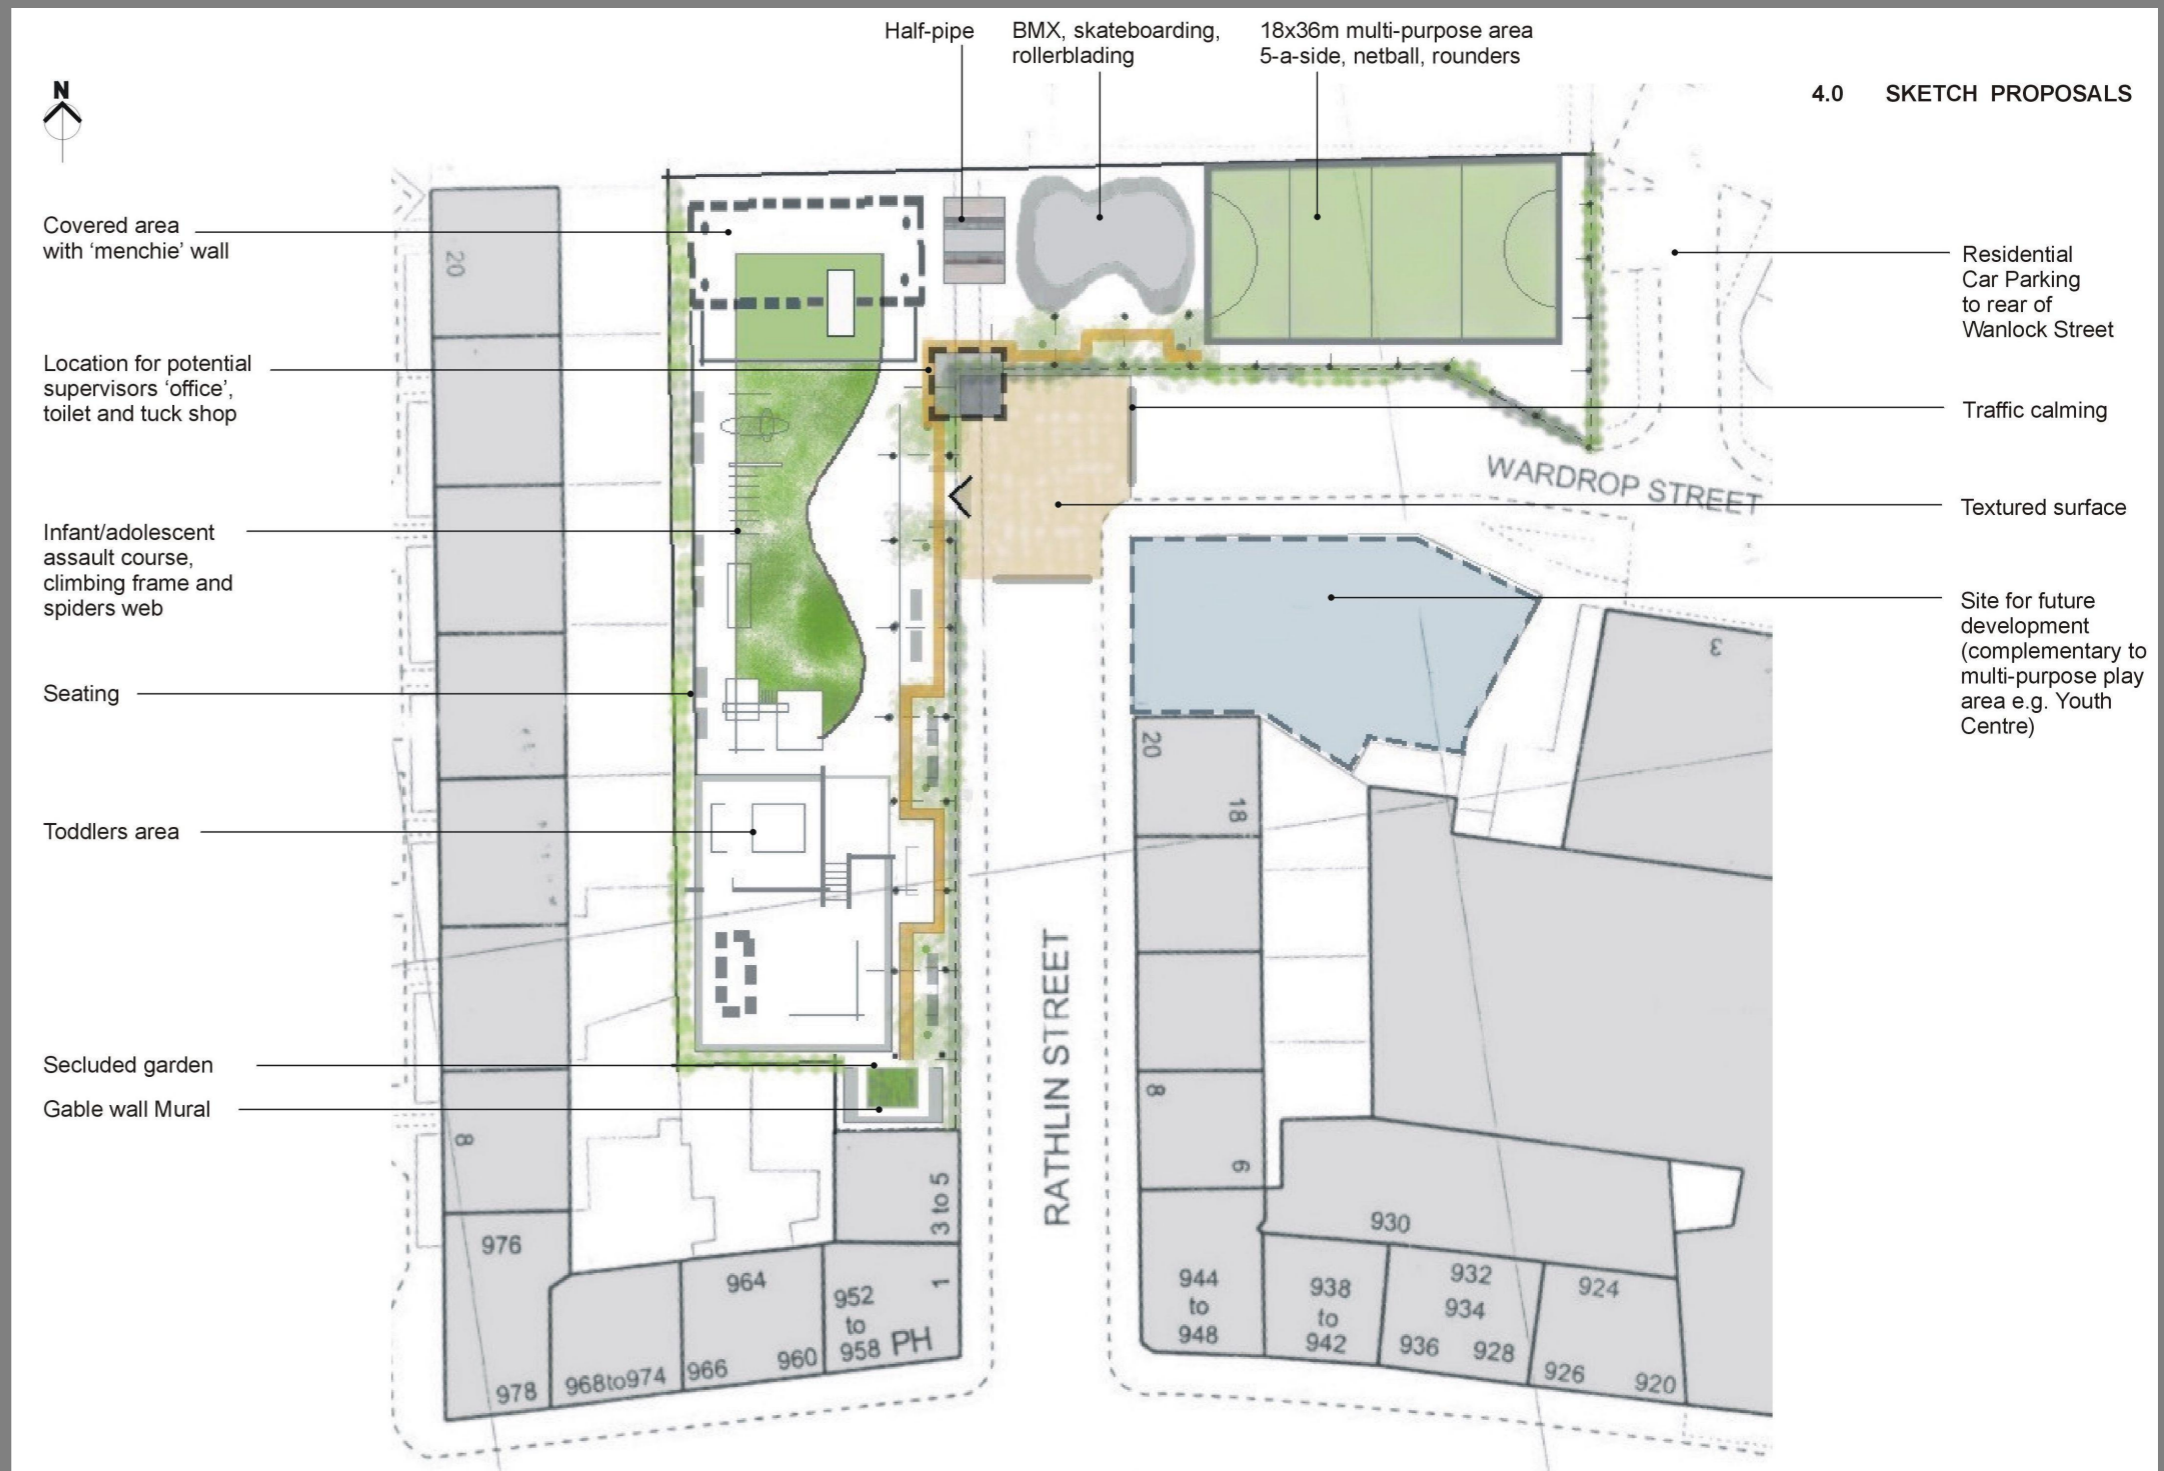 Half-pipe
BMX, skateboarding,
rollerblading
18x36m multi-purpose area
5-a-side, netball, rounders
N
4.0 SKETCH PROPOSALS
Covered area
with ‘menchie’ wall
Location for potential
supervisors ‘office’,
toilet and tuck shop
Infant/adolescent
assault course,
climbing frame and
spiders web
Seating
Toddlers area
Secluded garden
Gable wall Mural
Residential
Car Parking
to rear of
Wanlock Street
Traffic calming
Textured surface
Site for future
development
(complementary to
multi-purpose play
area e.g. Youth
Centre)
WARDROP STREET
RATHLIN STREET
20
8
976
978
968to974
964
966
960
952
to
958 PH
1
3 to 5
20
18
8
6
3
930
944
to
948
938
to
942
932
934
936
928
924
926
920